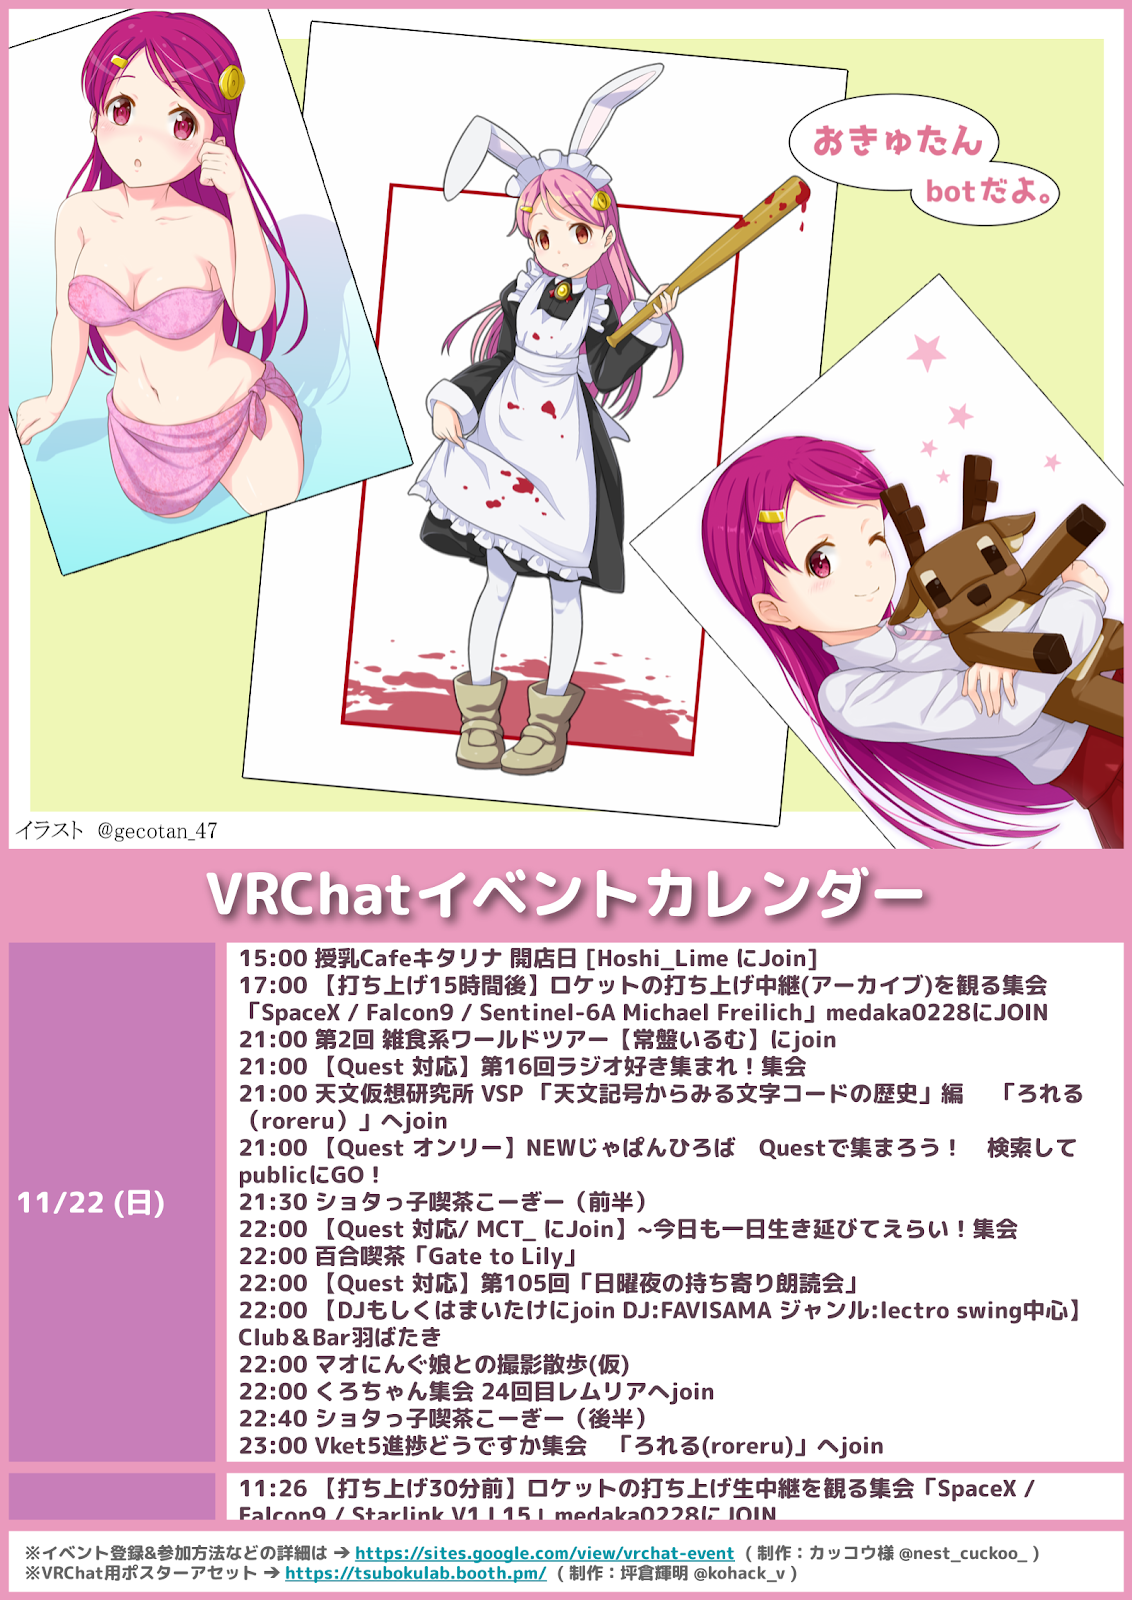 おきゅたん
botだよ。
イラスト @gecotan_47
VRChatイベントカレンダー
11/22 (日)
15:00 授乳Cafeキタリナ 開店日 [Hoshi_Lime にJoin]
17:00 【打ち上げ15時間後】ロケットの打ち上げ中継(アーカイブ)を観る集会
「SpaceX / Falcon9 / Sentinel-6A Michael Freilich」medaka0228にJOIN
21:00 第2回 雑食系ワールドツアー【常盤いるむ】にjoin
21:00 【Quest 対応】第16回ラジオ好き集まれ！集会
21:00 天文仮想研究所 VSP 「天文記号からみる文字コードの歴史」編　「ろれる
（roreru）」へjoin
21:00 【Quest オンリー】NEWじゃぱんひろば　Questで集まろう！　検索して
publicにGO！
21:30 ショタっ子喫茶こーぎー（前半）
22:00 【Quest 対応/ MCT_ にJoin】~今日も一日生き延びてえらい！集会
22:00 百合喫茶「Gate to Lily」
22:00 【Quest 対応】第105回「日曜夜の持ち寄り朗読会」
22:00 【DJもしくはまいたけにjoin DJ:FAVISAMA ジャンル:lectro swing中心】
Club＆Bar羽ばたき
22:00 マオにんぐ娘との撮影散歩(仮)
22:00 くろちゃん集会 24回目レムリアへjoin
22:40 ショタっ子喫茶こーぎー（後半）
23:00 Vket5進捗どうですか集会　「ろれる(roreru)」へjoin
11:26 【打ち上げ30分前】ロケットの打ち上げ生中継を観る集会「SpaceX /
Falcon9 / Starlink V1 L15」medaka0228にJOIN
※イベント登録&参加方法などの詳細は ➔ https://sites.google.com/view/vrchat-event （ 制作：カッコウ様 @nest_cuckoo_ ）
※VRChat用ポスターアセット ➔ https://tsubokulab.booth.pm/ （ 制作：坪倉輝明 @kohack_v ）